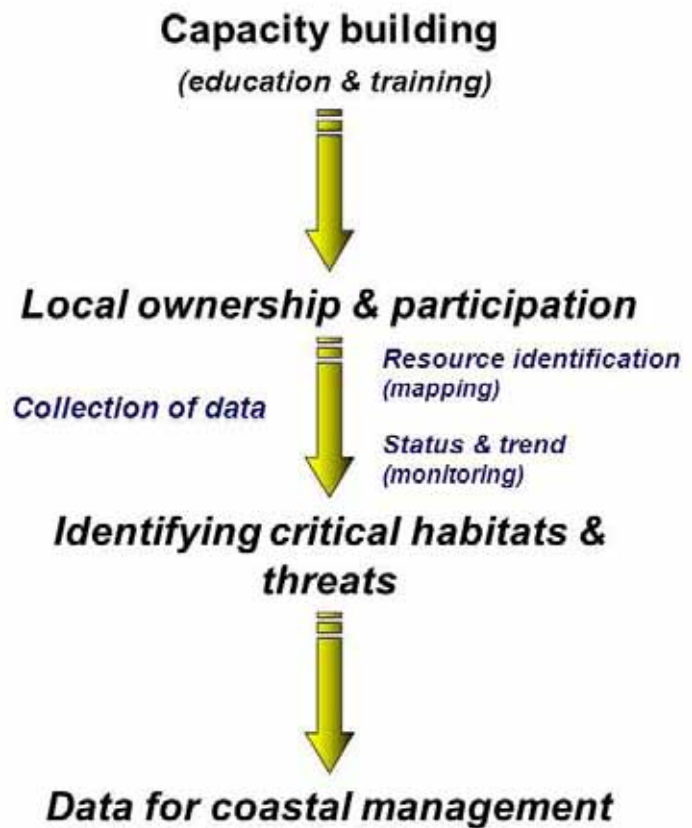 Capacity building
(education & training)
Local ownership & participation
Collection of data
Resource identification
(mapping)
Status & trend
(monitoring)
Identifying critical habitats &
threats
Data for coastal management